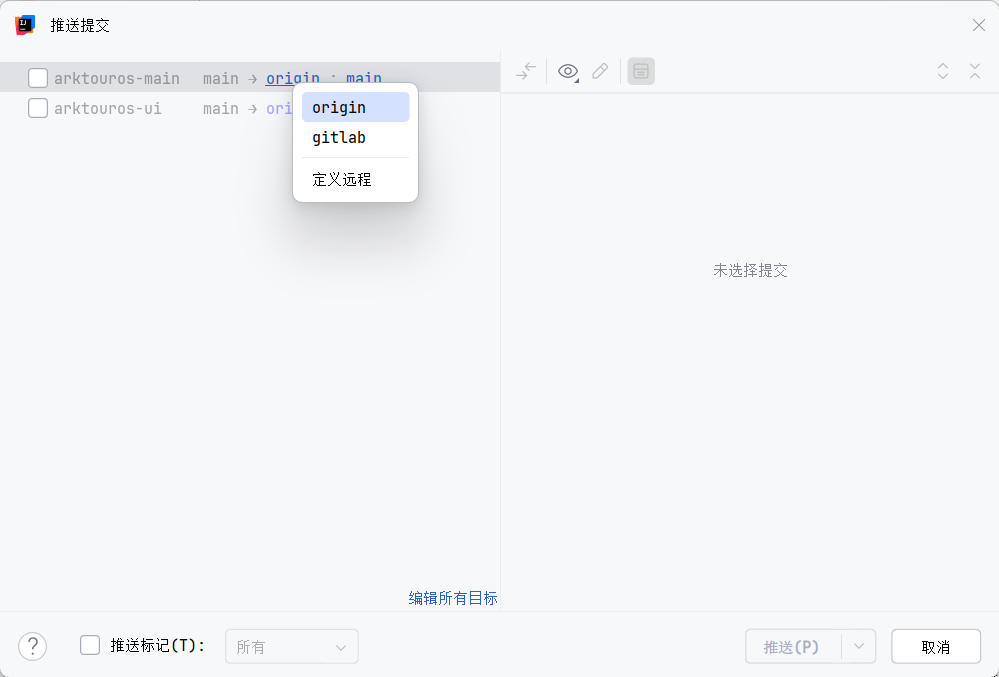 推送提交
arktouros-main main → origin : main
arktouros-ui main → ori
origin
gitlab
定义远程
未选择提交
编辑所有目标
? 推送标记(T): 所有 推送(P) 取消